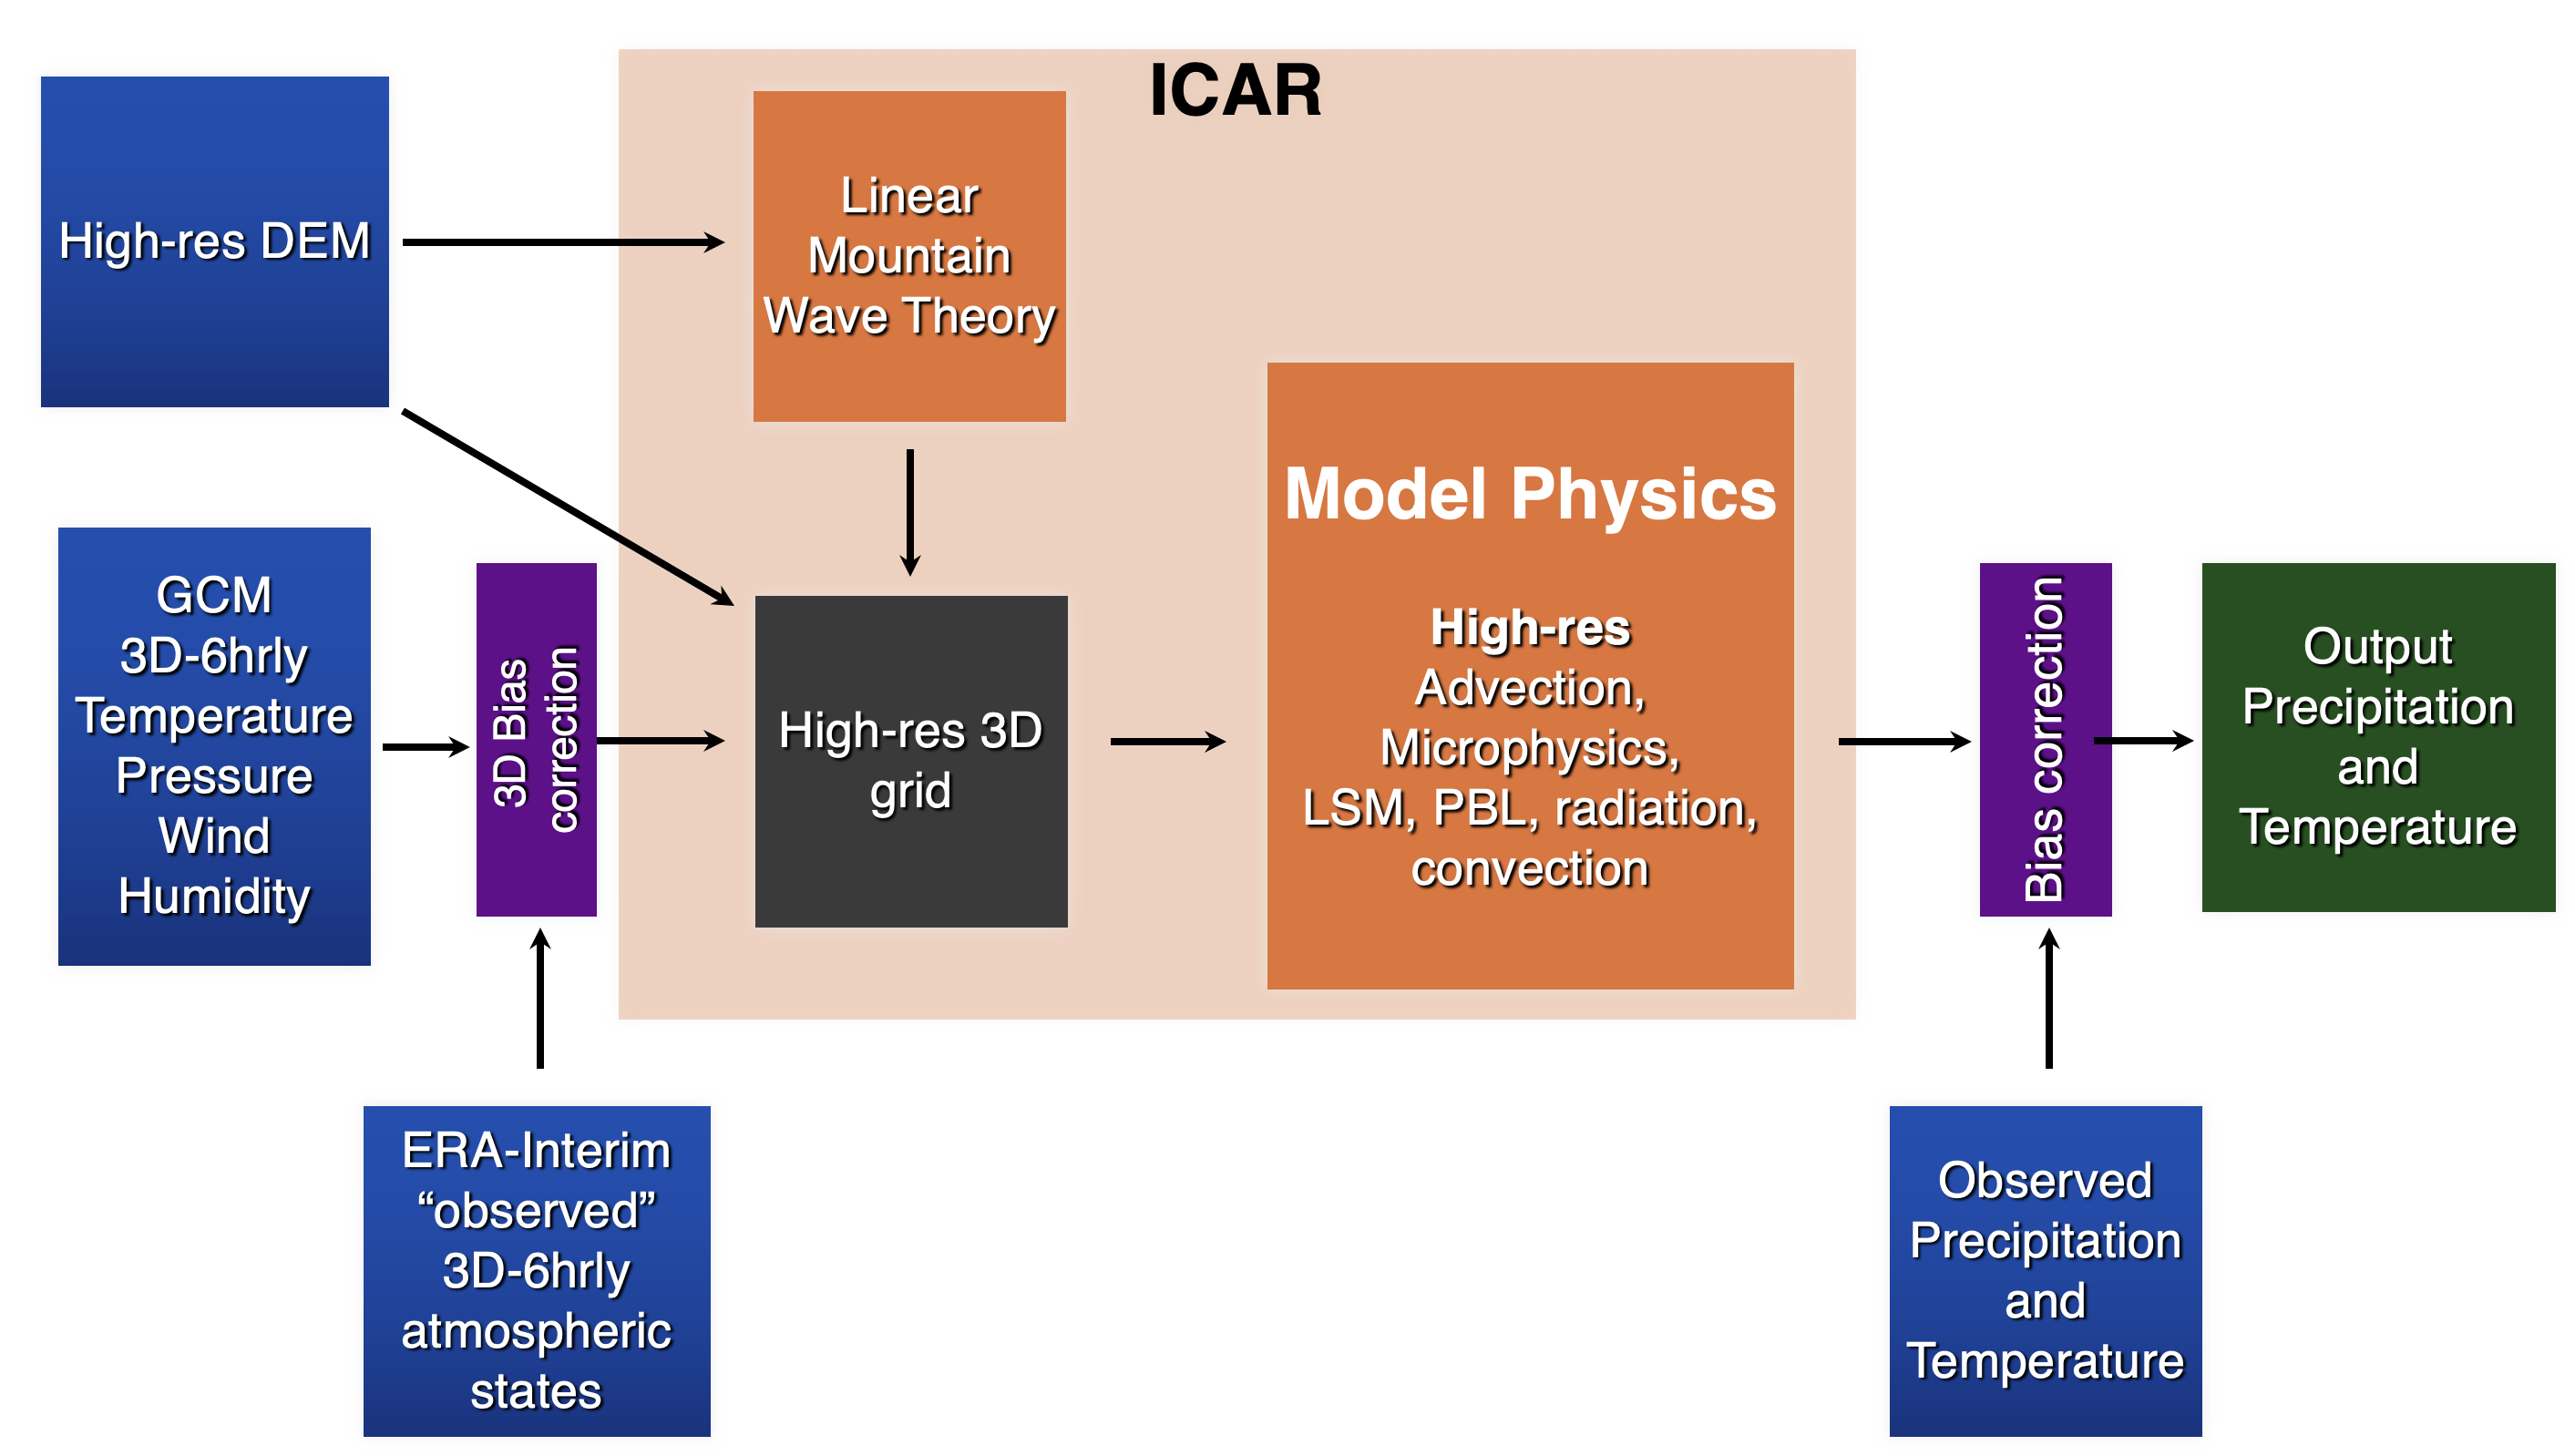 ICAR
High-res DEM
Linear
Mountain
Wave Theory
GCM
3D-6hrly
Temperature
Pressure
Wind
Humidity
3D Bias
correction
High-res 3D
grid
Model Physics
High-res
Advection,
Microphysics,
LSM, PBL, radiation,
convection
Bias correction
Output
Precipitation
and
Temperature
ERA-Interim
“observed”
3D-6hrly
atmospheric
states
Observed
Precipitation
and
Temperature